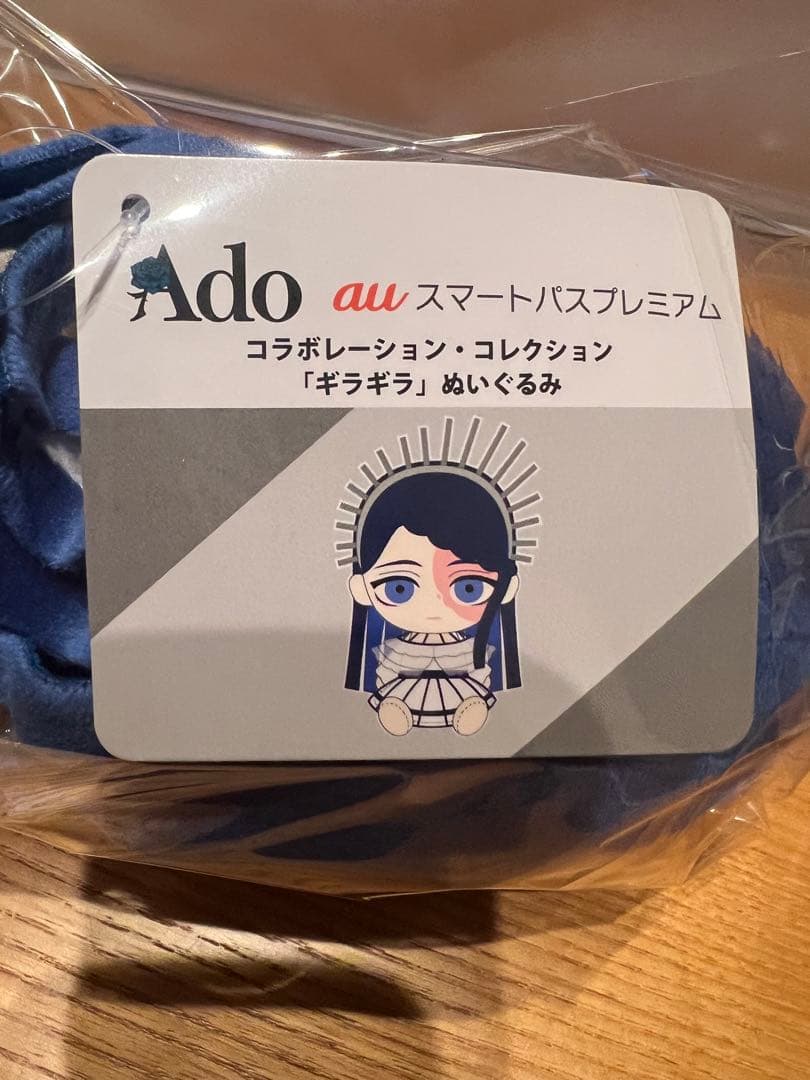 Ado au スマートパスプレミアム
コラボレーション・コレクション
「ギラギラ」ぬいぐるみ